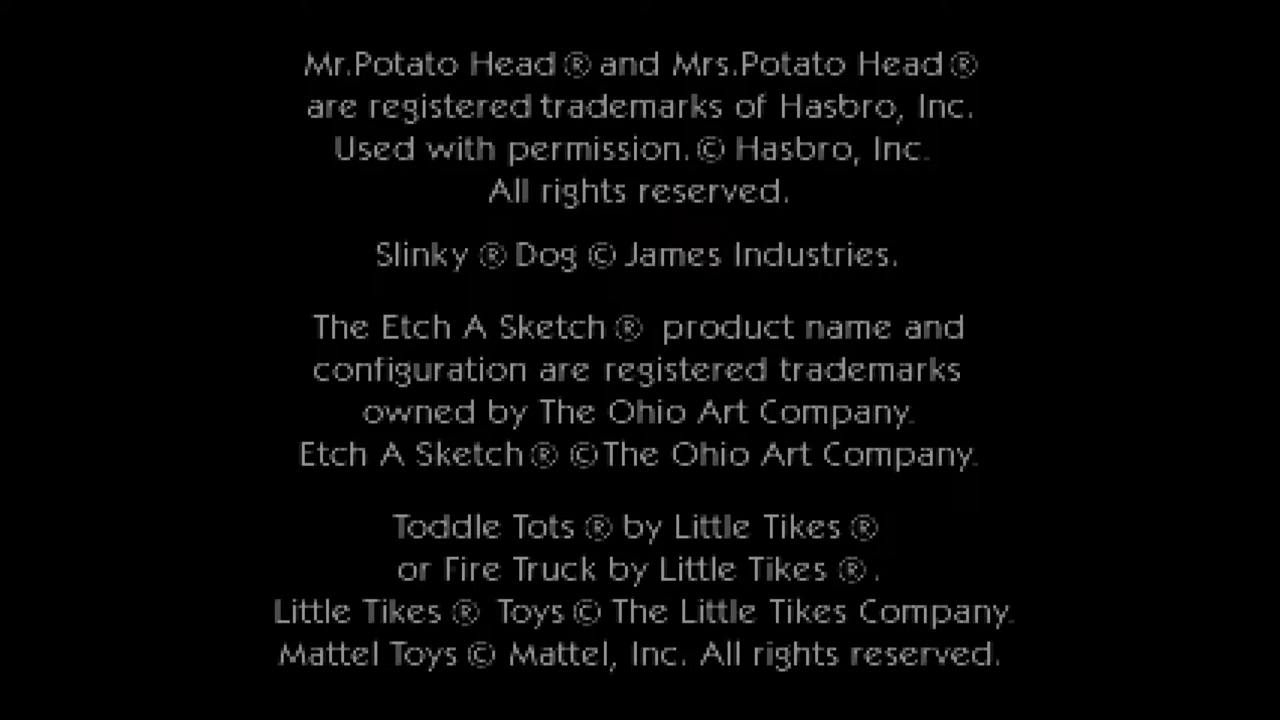 Mr.Potato Head® and Mrs.Potato Head®
are registered trademarks of Hasbro, Inc.
Used with permission.© Hasbro, Inc.
All rights reserved.
Slinky ® Dog © James Industries.
The Etch A Sketch® product name and
configuration are registered trademarks
owned by The Ohio Art Company.
Etch A Sketch® ©The Ohio Art Company.
Toddle Tots ® by Little Tikes ®
or Fire Truck by Little Tikes ® .
Little Tikes ® Toys © The Little Tikes Company.
Mattel Toys © Mattel, Inc. All rights reserved.